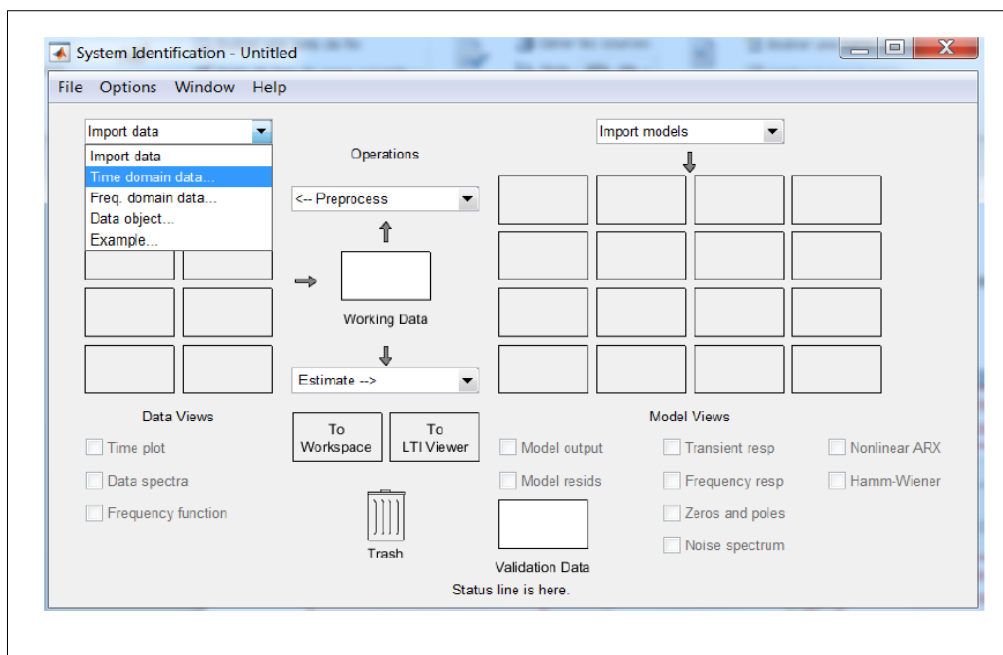 System Identification - Untitled
File Options Window Help
Import data
Import data
Time domain data...
Freq. domain data...
Data object...
Example...
Operations
<-- Preprocess
Working Data
Estimate -->
To Workspace
To LTI Viewer
Trash
Import models
Data Views
Time plot
Data spectra
Frequency function
Model Views
Model output
Transient resp
Nonlinear ARX
Model resids
Frequency resp
Hamm-Wiener
Zeros and poles
Noise spectrum
Validation Data
Status line is here.